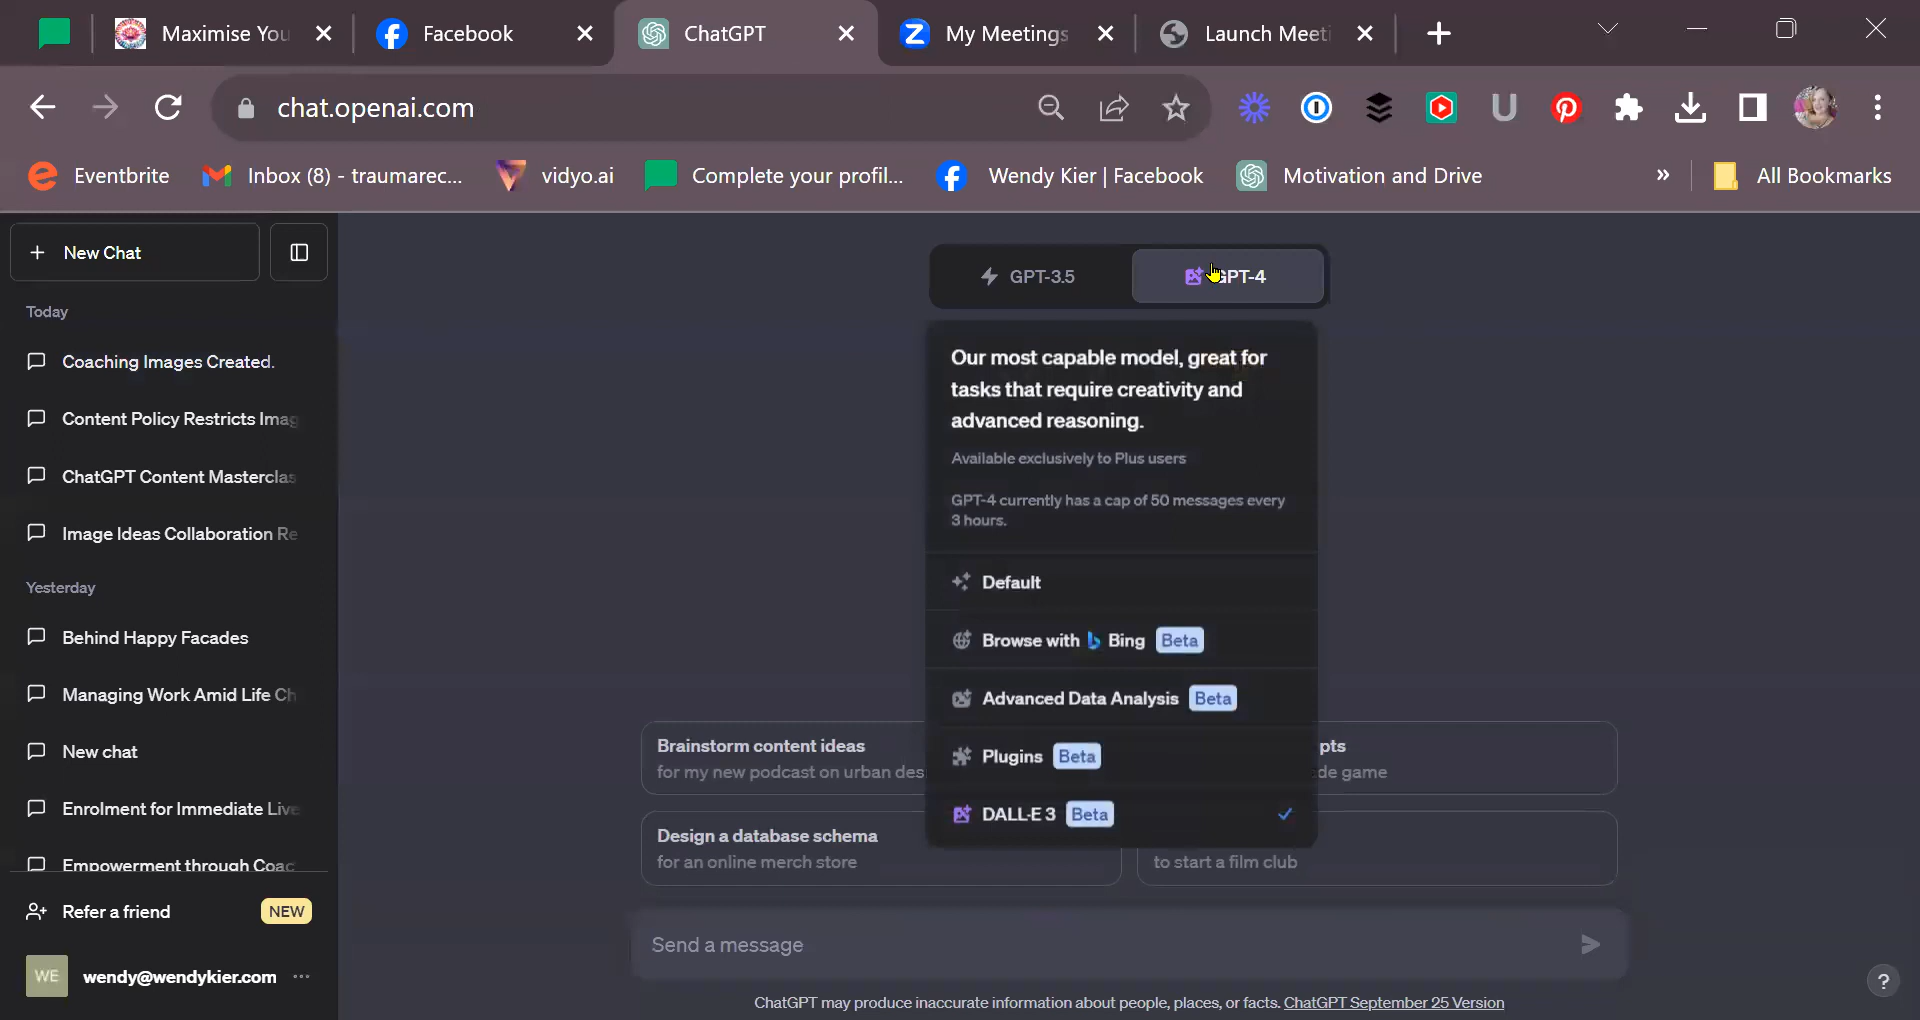 Maximise You
Facebook
ChatGPT
My Meetings
Launch Meeti
chat.openai.com
Eventbrite
Inbox (8) - traumarec...
vidyo.ai
Complete your profil...
Wendy Kier | Facebook
Motivation and Drive
»
All Bookmarks
New Chat
GPT-3.5
GPT-4
Today
Coaching Images Created.
Content Policy Restricts Imag
ChatGPT Content Masterclas
Image Ideas Collaboration Re
Yesterday
Behind Happy Facades
Managing Work Amid Life Ch
New chat
Enrolment for Immediate Live
Empowerment through Coac
Refer a friend
NEW
WE
wendy@wendykier.com
Our most capable model, great for
tasks that require creativity and
advanced reasoning.
Available exclusively to Plus users
GPT-4 currently has a cap of 50 messages every
3 hours.
Default
Browse with Bing Beta
Advanced Data Analysis Beta
Plugins Beta
DALL·E 3 Beta
Brainstorm content ideas
for my new podcast on urban des
pts
de game
Design a database schema
for an online merch store
to start a film club
Send a message
?
ChatGPT may produce inaccurate information about people, places, or facts. ChatGPT September 25 Version